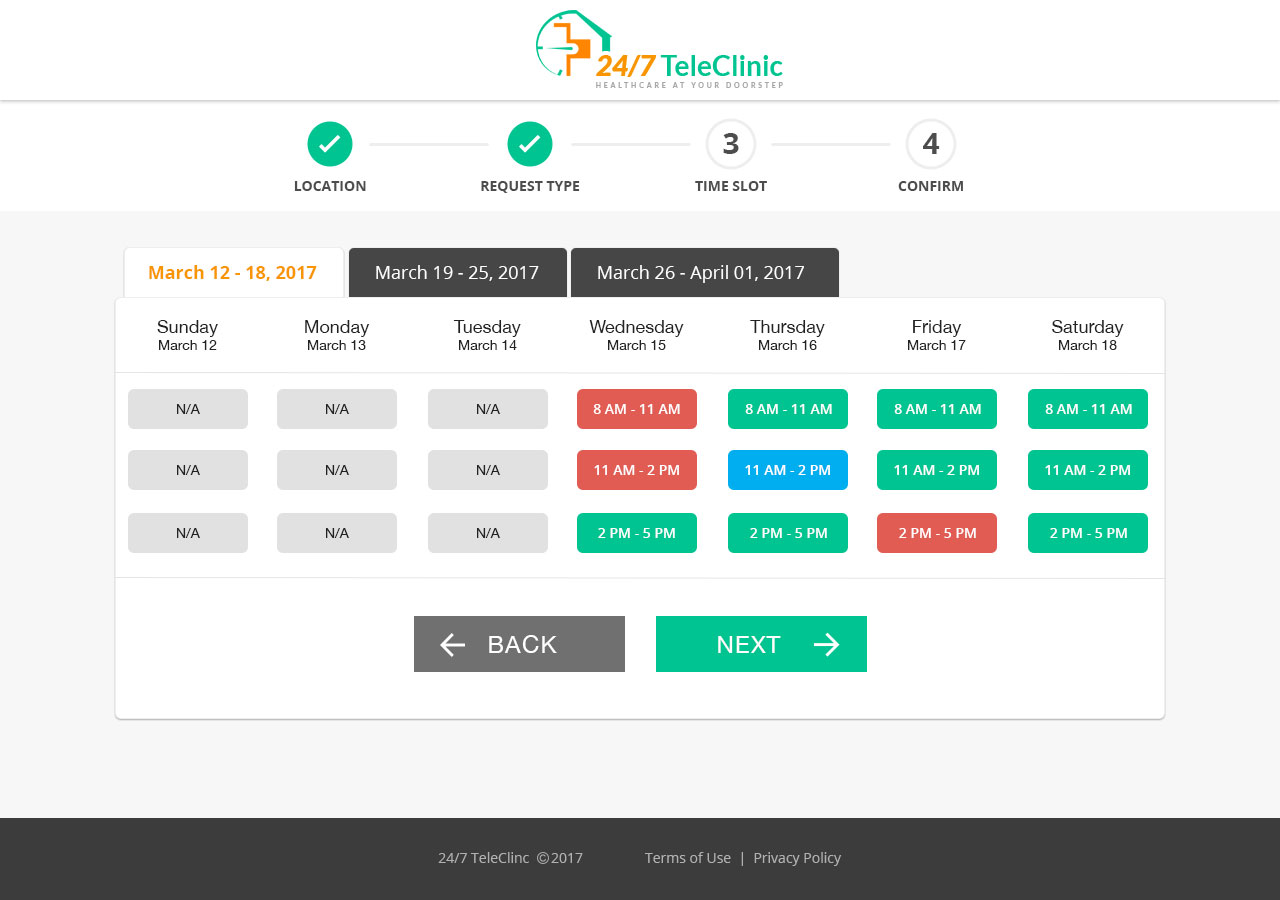 24/7 TeleClinic
HEALTHCARE AT YOUR DOORSTEP
3 4
LOCATION REQUEST TYPE TIME SLOT CONFIRM
March 12 - 18, 2017 March 19 - 25, 2017 March 26 - April 01, 2017
Sunday Monday Tuesday Wednesday Thursday Friday Saturday
March 12 March 13 March 14 March 15 March 16 March 17 March 18
N/A N/A N/A 8 AM - 11 AM 8 AM - 11 AM 8 AM - 11 AM 8 AM - 11 AM
N/A N/A N/A 11 AM - 2 PM 11 AM - 2 PM 11 AM - 2 PM 11 AM - 2 PM
N/A N/A N/A 2 PM - 5 PM 2 PM - 5 PM 2 PM - 5 PM 2 PM - 5 PM
BACK NEXT
24/7 TeleClinc ©2017 Terms of Use | Privacy Policy